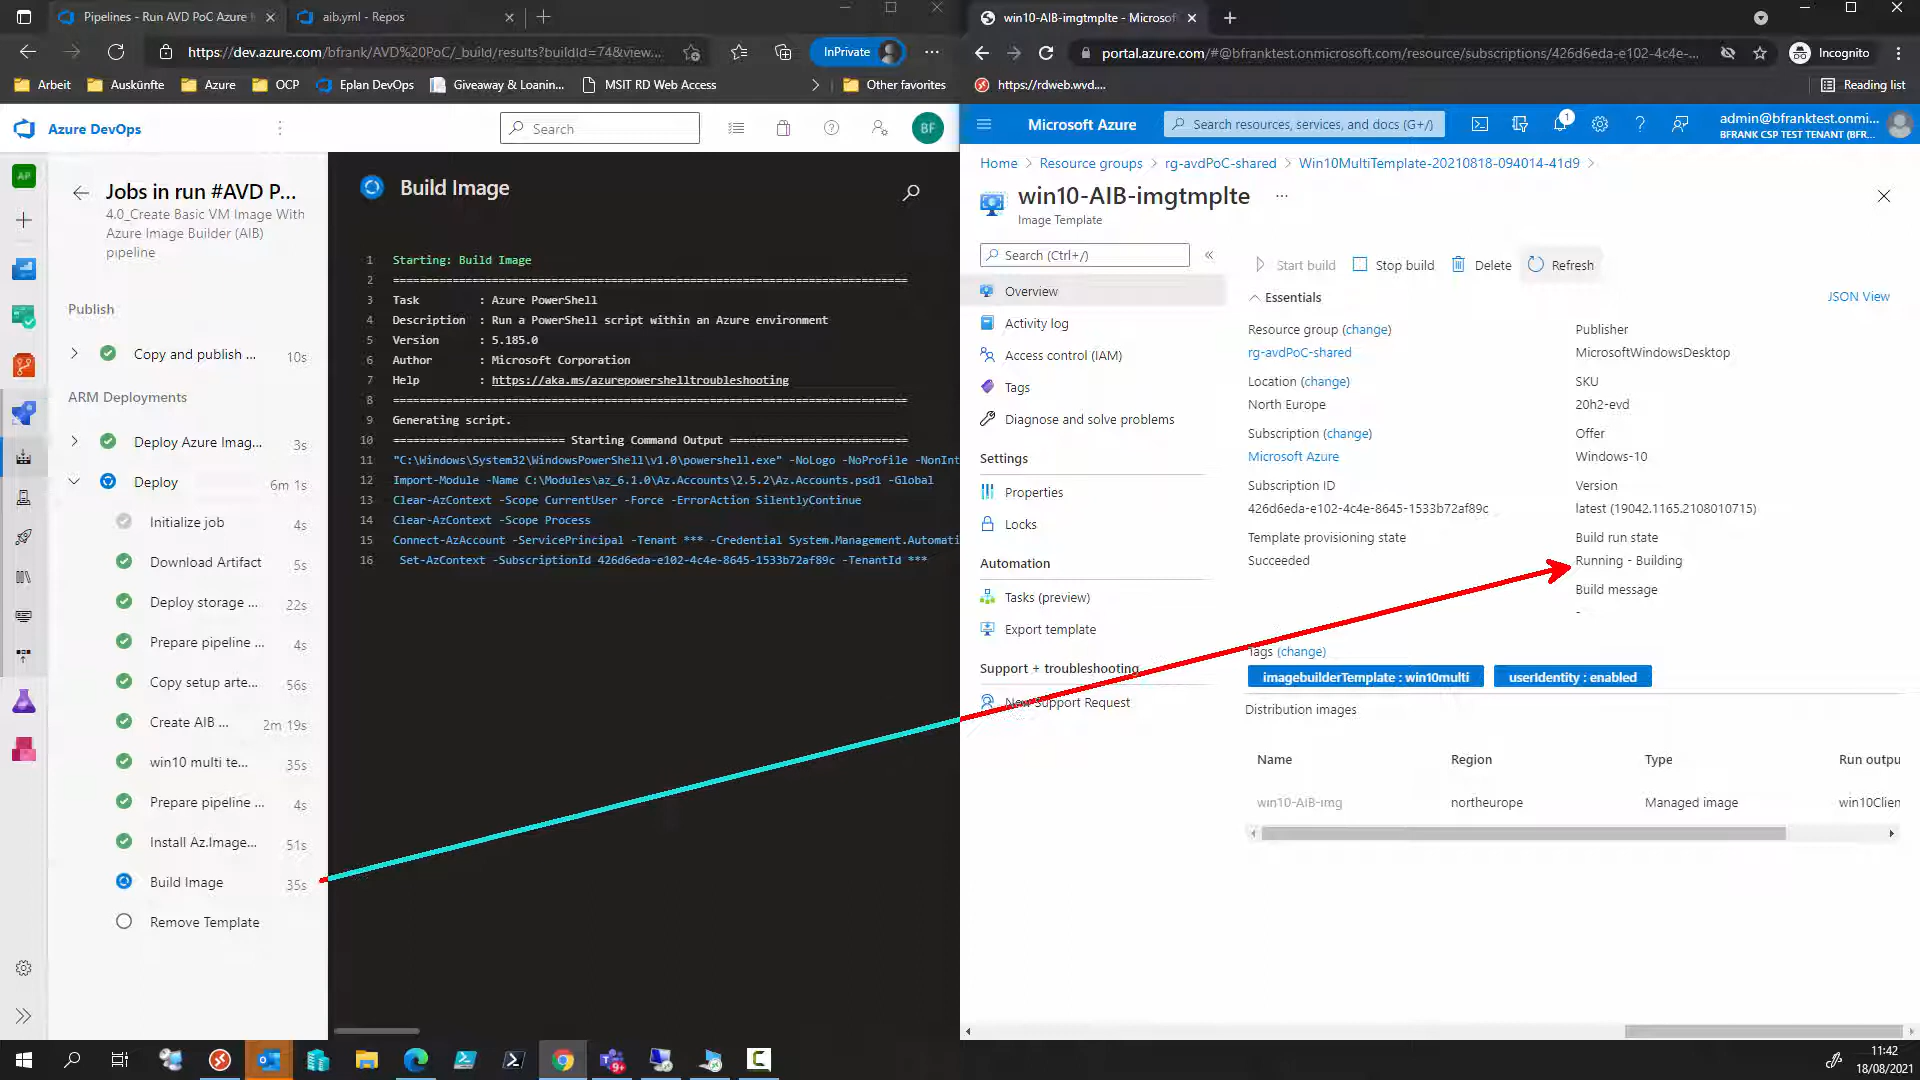 Pipelines - Run AVD PoC Azure
aib.yml - Repos
https://dev.azure.com/bfrank/AVD%20PoC/_build/results?buildId=74&view...
InPrivate
Arbeit
Auskünfte
Azure
OCP
Eplan DevOps
Giveaway & Loanin...
MSIT RD Web Access
Other favorites
Azure DevOps
Search
BF
AP
Jobs in run #AVD P...
4.0_Create Basic VM Image With
Azure Image Builder (AIB)
pipeline
Publish
Copy and publish ... 10s
ARM Deployments
Deploy Azure Imag... 3s
Deploy 6m 1s
Initialize job 4s
Download Artifact 5s
Deploy storage ... 22s
Prepare pipeline ... 4s
Copy setup arte... 56s
Create AIB ... 2m 19s
win10 multi te... 35s
Prepare pipeline ... 4s
Install Az.Image... 51s
Build Image 35s
Remove Template
Build Image
1 Starting: Build Image
2 ==============================================================================
3 Task : Azure PowerShell
4 Description : Run a PowerShell script within an Azure environment
5 Version : 5.185.0
6 Author : Microsoft Corporation
7 Help : https://aka.ms/azurepowershelltroubleshooting
8 ==============================================================================
9 Generating script.
10 ========================== Starting Command Output ===========================
11 "C:\Windows\System32\WindowsPowerShell\v1.0\powershell.exe" -NoLogo -NoProfile -NonInt
12 Import-Module -Name C:\Modules\az_6.1.0\Az.Accounts\2.5.2\Az.Accounts.psd1 -Global
13 Clear-AzContext -Scope CurrentUser -Force -ErrorAction SilentlyContinue
14 Clear-AzContext -Scope Process
15 Connect-AzAccount -ServicePrincipal -Tenant *** -Credential System.Management.Automati
16 Set-AzContext -SubscriptionId 426d6eda-e102-4c4e-8645-1533b72af89c -TenantId ***
win10-AIB-imgtmplte - Microsof
portal.azure.com/#@bfranktest.onmicrosoft.com/resource/subscriptions/426d6eda-e102-4c4e-...
Incognito
https://rdweb.wvd....
Reading list
Microsoft Azure
Search resources, services, and docs (G+/)
1
admin@bfranktest.onmi...
BFRANK CSP TEST TENANT (BFR...
Home > Resource groups > rg-avdPoC-shared > Win10MultiTemplate-20210818-094014-41d9 >
win10-AIB-imgtmplte ...
Image Template
Search (Ctrl+/)
«
Overview
Activity log
Access control (IAM)
Tags
Diagnose and solve problems
Settings
Properties
Locks
Automation
Tasks (preview)
Export template
Support + troubleshooting
New Support Request
Start build
Stop build
Delete
Refresh
Essentials
JSON View
Resource group (change)
rg-avdPoC-shared
Location (change)
North Europe
Subscription (change)
Microsoft Azure
Subscription ID
426d6eda-e102-4c4e-8645-1533b72af89c
Template provisioning state
Succeeded
Publisher
MicrosoftWindowsDesktop
SKU
20h2-evd
Offer
Windows-10
Version
latest (19042.1165.2108010715)
Build run state
Running - Building
Build message
-
Tags (change)
imagebuilderTemplate : win10multi
userIdentity : enabled
Distribution images
Name Region Type Run outpu
win10-AIB-img northeurope Managed image win10Clien
9+
11:42
18/08/2021